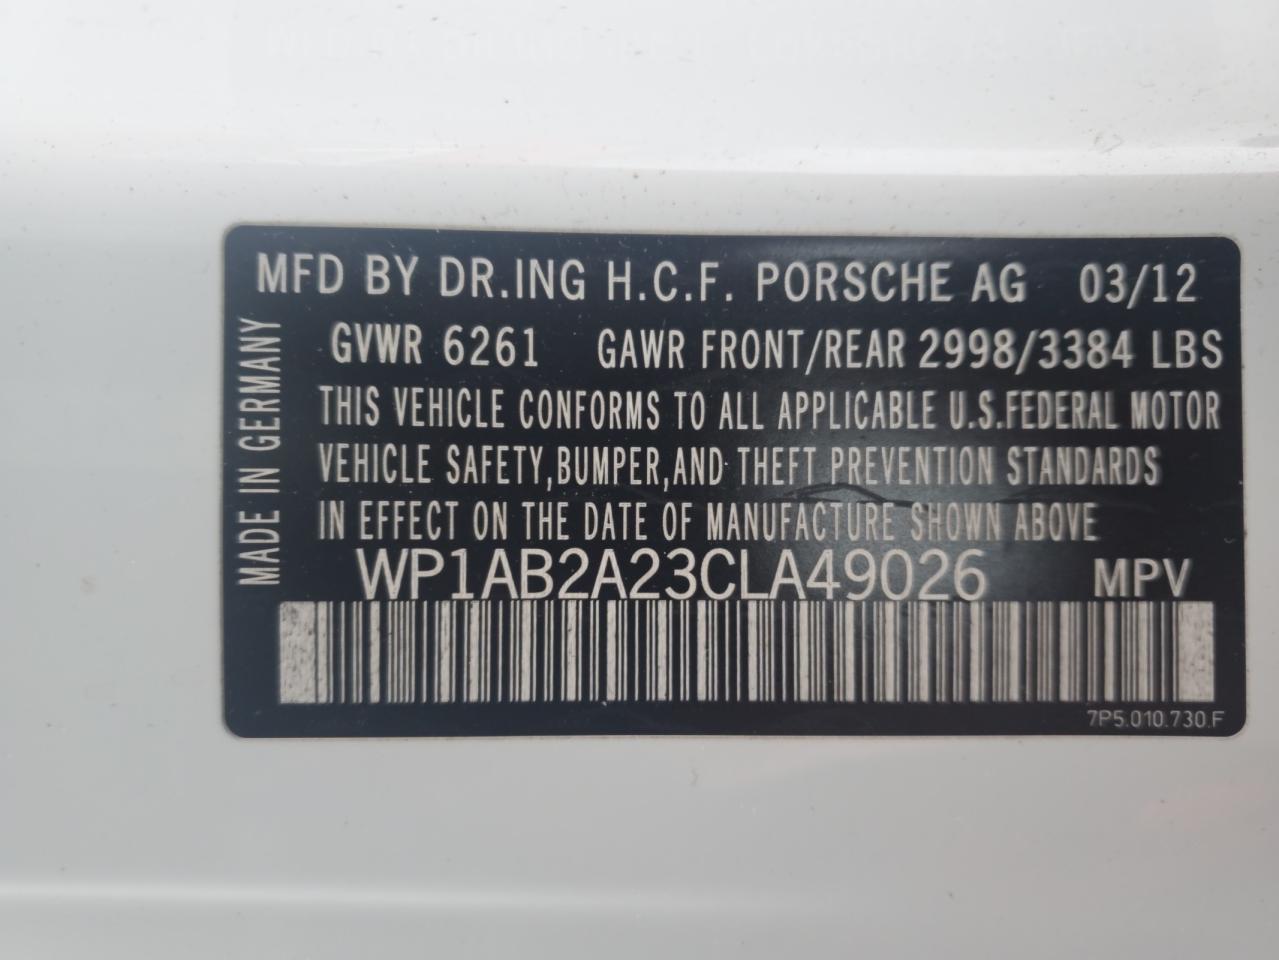 MFD BY DR.ING H.C.F. PORSCHE AG 03/12
GVWR 6261 GAWR FRONT/REAR 2998/3384 LBS
THIS VEHICLE CONFORMS TO ALL APPLICABLE U.S.FEDERAL MOTOR
VEHICLE SAFETY,BUMPER,AND THEFT PREVENTION STANDARDS
IN EFFECT ON THE DATE OF MANUFACTURE SHOWN ABOVE
WP1AB2A23CLA49026 MPV
7P5.010.730.F
MADE IN GERMANY